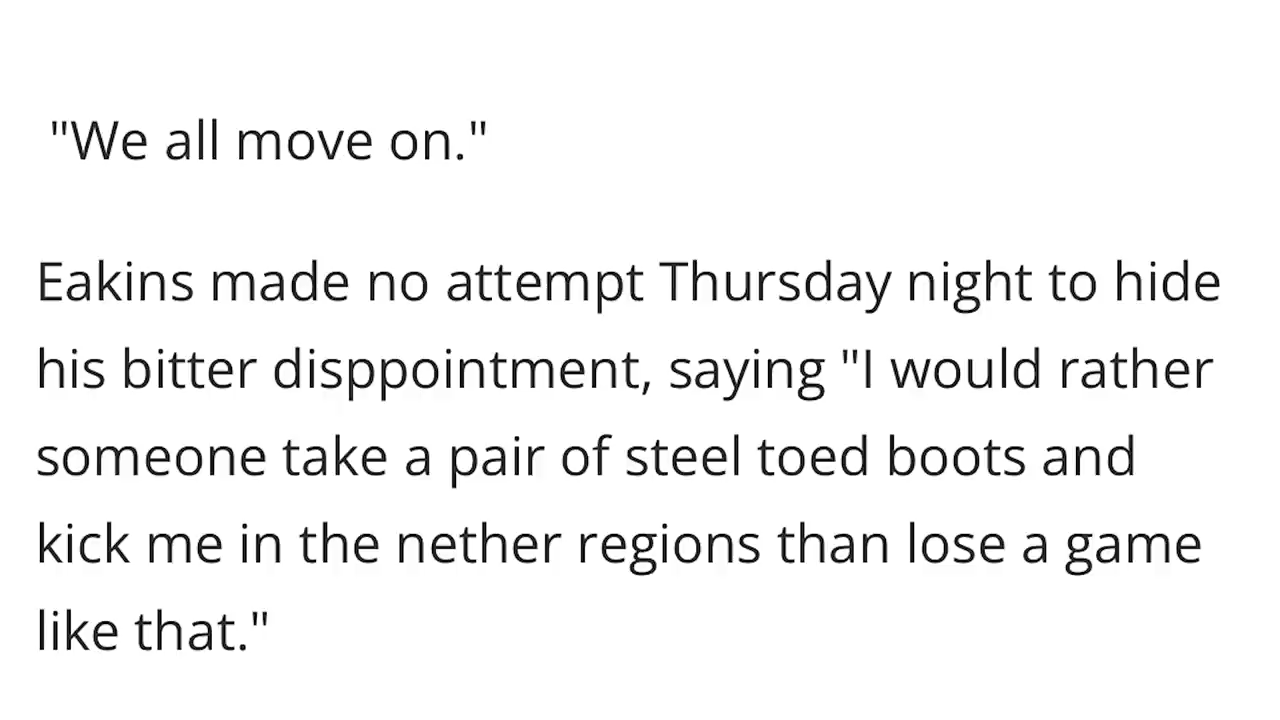 "We all move on."
Eakins made no attempt Thursday night to hide
his bitter disppointment, saying "I would rather
someone take a pair of steel toed boots and
kick me in the nether regions than lose a game
like that."